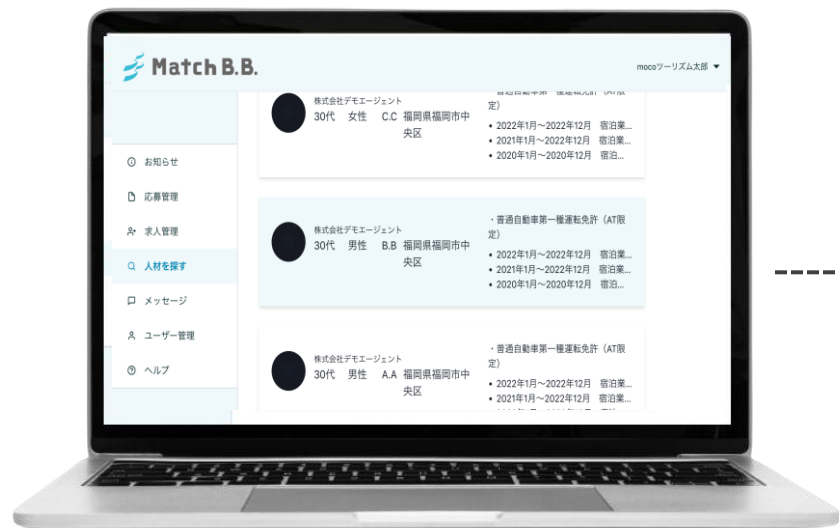 Match B.B.
mocoツーリズム太郎 ▼
お知らせ
応募管理
求人管理
人材を探す
メッセージ
ユーザー管理
ヘルプ
株式会社デモエージェント
30代 女性 C.C 福岡県福岡市中
央区
・普通自動車第一種運転免許（AT限
定）
• 2022年1月〜2022年12月 宿泊業...
• 2021年1月〜2022年12月 宿泊業...
• 2020年1月〜2020年12月 宿泊...
株式会社デモエージェント
30代 男性 B.B 福岡県福岡市中
央区
・普通自動車第一種運転免許（AT限
定）
• 2022年1月〜2022年12月 宿泊業...
• 2021年1月〜2022年12月 宿泊業...
• 2020年1月〜2020年12月 宿泊...
株式会社デモエージェント
30代 男性 A.A 福岡県福岡市中
央区
・普通自動車第一種運転免許（AT限
定）
• 2022年1月〜2022年12月 宿泊業...
• 2021年1月〜2022年12月 宿泊業...